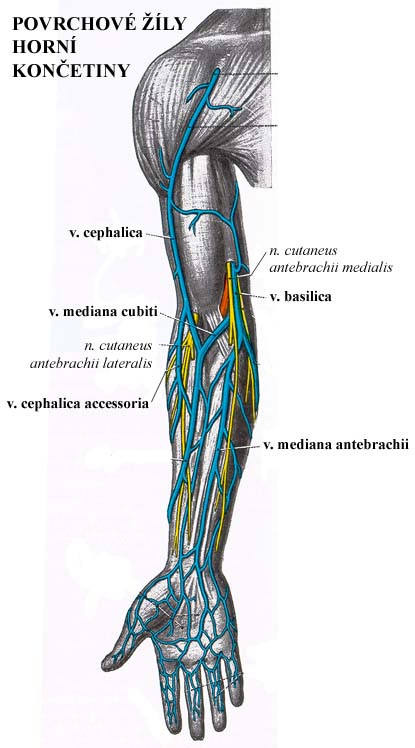 POVRCHOVÉ ŽÍLY
HORNÍ
KONČETINY
v. cephalica
n. cutaneus
antebrachii medialis
v. basilica
v. mediana cubiti
n. cutaneus
antebrachii lateralis
v. cephalica accessoria
v. mediana antebrachii